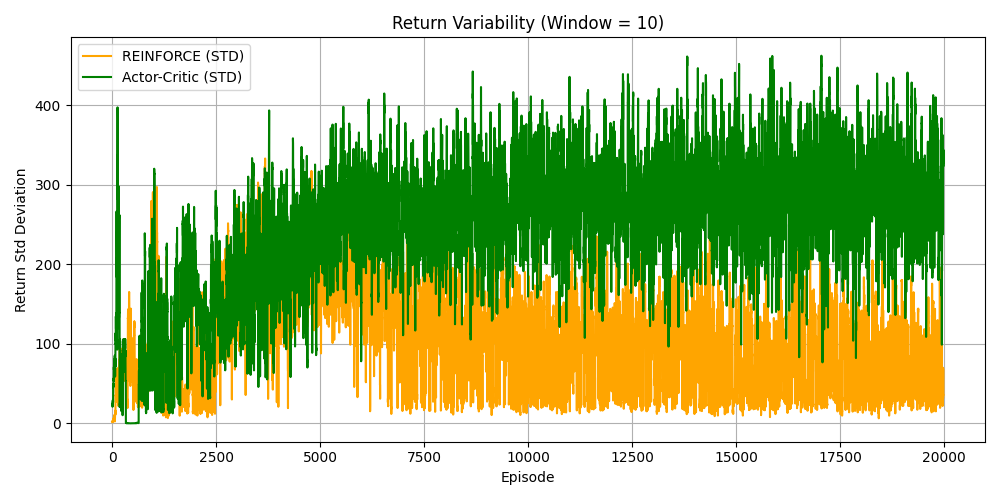 Return Variability (Window = 10)
REINFORCE (STD)
Actor-Critic (STD)
Return Std Deviation
400
300
200
100
0
0 2500 5000 7500 10000 12500 15000 17500 20000
Episode